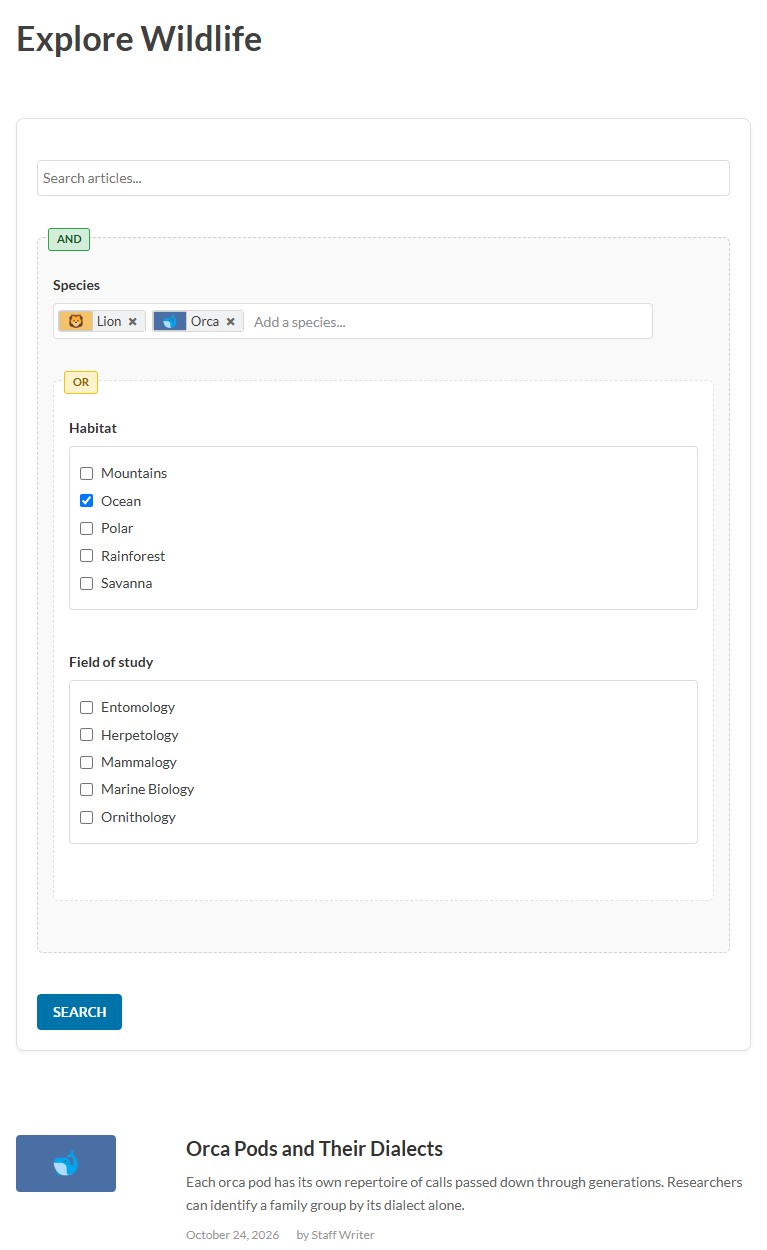 Explore Wildlife
Search articles...
AND
Species
Lion ×
Orca ×
Add a species...
OR
Habitat
Mountains
Ocean
Polar
Rainforest
Savanna
Field of study
Entomology
Herpetology
Mammalogy
Marine Biology
Ornithology
SEARCH
Orca Pods and Their Dialects
Each orca pod has its own repertoire of calls passed down through generations. Researchers
can identify a family group by its dialect alone.
October 24, 2026 by Staff Writer